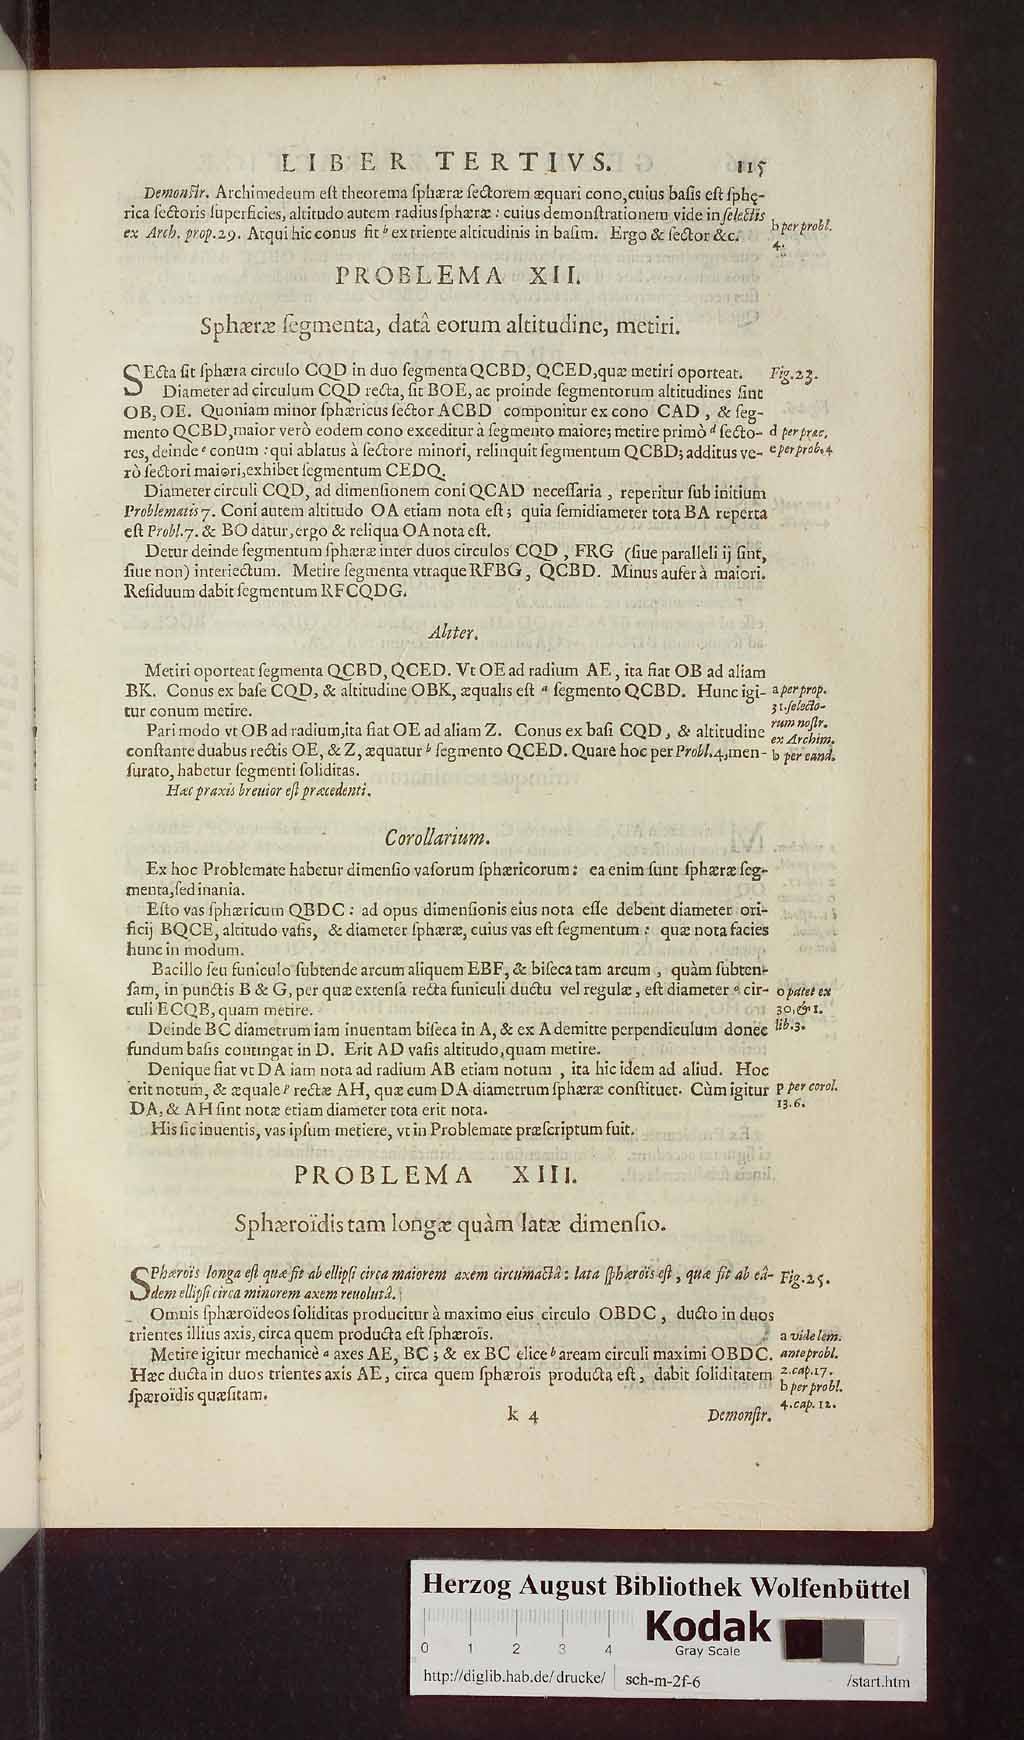 LIBER TERTIVS. 115
Demonſtr. Archimedeum eſt theorema ſphæræ ſectorem æquari cono, cuius baſis eſt ſphę-
rica ſectoris ſuperficies, altitudo autem radius ſphæræ : cuius demonſtrationem vide in ſelectis
ex Arch. prop. 29. Atqui hic conus fit b ex triente altitudinis in baſim. Ergo & ſector &c.
b per probl.
4.
PROBLEMA XII.
Sphæræ ſegmenta, datâ eorum altitudine, metiri.
SEcta ſit ſphæra circulo CQD in duo ſegmenta QCBD, QCED, quæ metiri oporteat.
Fig. 23.
Diameter ad circulum CQD recta, ſit BOE, ac proinde ſegmentorum altitudines ſint
OB, OE. Quoniam minor ſphæricus ſector ACBD componitur ex cono CAD , & ſeg-
mento QCBD, maior verò eodem cono exceditur à ſegmento maiore; metire primò d ſecto-
d per præc.
res, deinde e conum : qui ablatus à ſectore minori, relinquit ſegmentum QCBD; additus ve-
e per prob. 4
rò ſectori maiori, exhibet ſegmentum CEDQ.
Diameter circuli CQD, ad dimenſionem coni QCAD neceſſaria , reperitur ſub initium
Problematis 7. Coni autem altitudo OA etiam nota eſt ; quia ſemidiameter tota BA reperta
eſt Probl. 7. & BO datur, ergo & reliqua OA nota eſt.
Detur deinde ſegmentum ſphæræ inter duos circulos CQD , FRG (ſiue paralleli ij ſint,
ſiue non) interiectum. Metire ſegmenta vtraque RFBG, QCBD. Minus aufer à maiori.
Reſiduum dabit ſegmentum RFCQDG.
Aliter.
Metiri oporteat ſegmenta QCBD, QCED. Vt OE ad radium AE , ita fiat OB ad aliam
BK. Conus ex baſe CQD, & altitudine OBK, æqualis eſt a ſegmento QCBD. Hunc igi-
a per prop.
tur conum metire.
31. ſelecto-
rum noſtr.
Pari modo vt OB ad radium, ita fiat OE ad aliam Z. Conus ex baſi CQD , & altitudine
ex Archim.
conſtante duabus rectis OE, & Z, æquatur b ſegmento QCED. Quare hoc per Probl. 4, men-
b per eand.
ſurato, habetur ſegmenti ſoliditas.
Hæc praxis breuior eſt præcedenti.
Corollarium.
Ex hoc Problemate habetur dimenſio vaſorum ſphæricorum : ea enim ſunt ſphæræ ſeg-
menta, ſed inania.
Eſto vas ſphæricum QBDC : ad opus dimenſionis eius nota eſſe debent diameter ori-
ficij BQCE, altitudo vaſis, & diameter ſphæræ, cuius vas eſt ſegmentum : quæ nota facies
hunc in modum.
Bacillo ſeu funiculo ſubtende arcum aliquem EBF, & biſeca tam arcum , quàm ſubten-
ſam, in punctis B & G, per quæ extenſa recta funiculi ductu vel regulæ , eſt diameter o cir-
o patet ex
culi ECQB, quam metire.
30. & 1.
Deinde BC diametrum iam inuentam biſeca in A, & ex A demitte perpendiculum donec
lib. 3.
fundum baſis contingat in D. Erit AD vaſis altitudo, quam metire.
Denique fiat vt DA iam nota ad radium AB etiam notum , ita hic idem ad aliud. Hoc
erit notum, & æquale p rectæ AH, quæ cum DA diametrum ſphæræ conſtituet. Cùm igitur
p per corol.
DA, & AH ſint notæ etiam diameter tota erit nota.
13. 6.
His ſic inuentis, vas ipſum metiere, vt in Problemate præſcriptum fuit.
PROBLEMA XIII.
Sphæroïdis tam longæ quàm latæ dimenſio.
SPhærois longa eſt quæ fit ab ellipſi circa maiorem axem circumactâ : lata ſphærois eſt , quæ fit ab eâ-
Fig. 25.
dem ellipſi circa minorem axem reuolutâ.
Omnis ſphæroïdeos ſoliditas producitur à maximo eius circulo OBDC , ducto in duos
trientes illius axis, circa quem producta eſt ſphærois.
a vide lem.
Metire igitur mechanicè a axes AE, BC ; & ex BC elice b aream circuli maximi OBDC.
ante probl.
Hæc ducta in duos trientes axis AE , circa quem ſphærois producta eſt , dabit ſoliditatem
2. cap. 17.
b per probl.
ſpæroidis quæſitam.
4. cap. 12.
k 4 Demonſtr.
Herzog August Bibliothek Wolfenbüttel
0 1 2 3 4
Kodak
Gray Scale
http://diglib.hab.de/drucke/ sch-m-2f-6 /start.htm